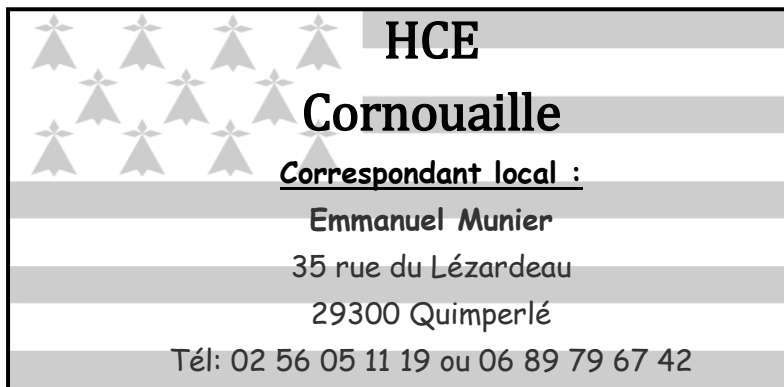 HCE
Cornouaille
Correspondant local :
Emmanuel Munier
35 rue du Lézardeau
29300 Quimperlé
Tél: 02 56 05 11 19 ou 06 89 79 67 42